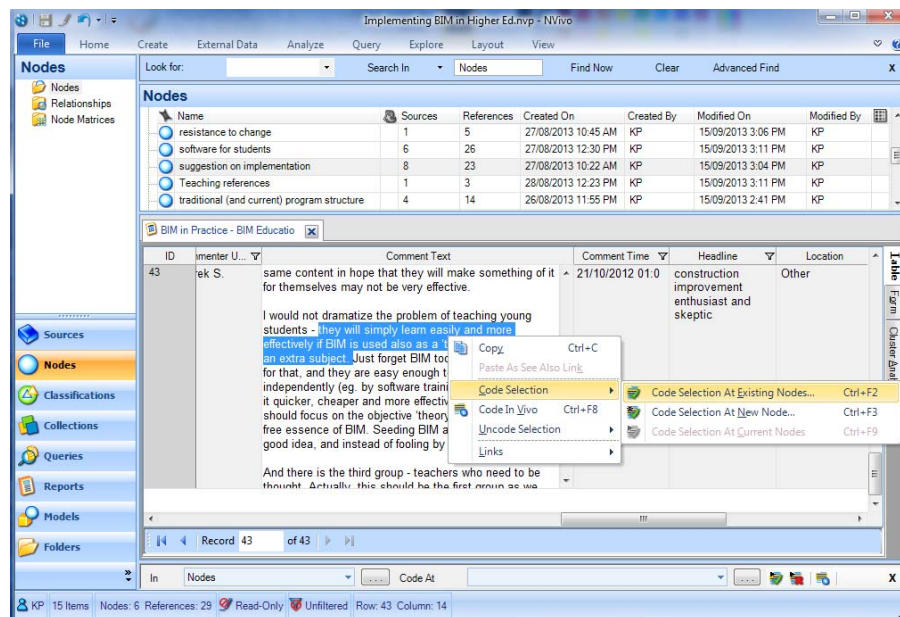 Implementing BIM in Higher Ed.nvp - NVivo
File Home Create External Data Analyze Query Explore Layout View
Nodes
Nodes
Relationships
Node Matrices
Look for: Search In Nodes Find Now Clear Advanced Find x
Nodes
Name Sources References Created On Created By Modified On Modified By
resistance to change 1 5 27/08/2013 10:45 AM KP 15/09/2013 3:06 PM KP
software for students 6 26 27/08/2013 12:30 PM KP 15/09/2013 3:11 PM KP
suggestion on implementation 8 23 27/08/2013 10:22 AM KP 15/09/2013 3:04 PM KP
Teaching references 1 3 28/08/2013 12:23 PM KP 15/09/2013 3:11 PM KP
traditional (and current) program structure 4 14 26/08/2013 11:55 PM KP 15/09/2013 2:41 PM KP
BIM in Practice - BIM Educatio
ID mmenter U... Comment Text Comment Time Headline Location
43 rek S. same content in hope that they will make something of it 21/10/2012 01:0 construction Other
for themselves may not be very effective. improvement
enthusiast and
skeptic
I would not dramatize the problem of teaching young
students - they will simply learn easily and more
effectively if BIM is used also as a 't
an extra subject. Just forget BIM too
for that, and they are easy enough t
independently (eg. by software traini
it quicker, cheaper and more effectiv
should focus on the objective 'theory
free essence of BIM. Seeding BIM a
good idea, and instead of fooling by
And there is the third group - teachers who need to be
thought. Actually, this should be the first group as we
Copy Ctrl+C
Paste As See Also Link
Code Selection
Code In Vivo Ctrl+F8
Uncode Selection
Links
Code Selection At Existing Nodes... Ctrl+F2
Code Selection At New Node... Ctrl+F3
Code Selection At Current Nodes Ctrl+F9
Table
Form
Cluster Anal
Sources
Nodes
Classifications
Collections
Queries
Reports
Models
Folders
Record 43 of 43
In Nodes ... Code At ... x
KP 15 Items Nodes: 6 References: 29 Read-Only Unfiltered Row: 43 Column: 14